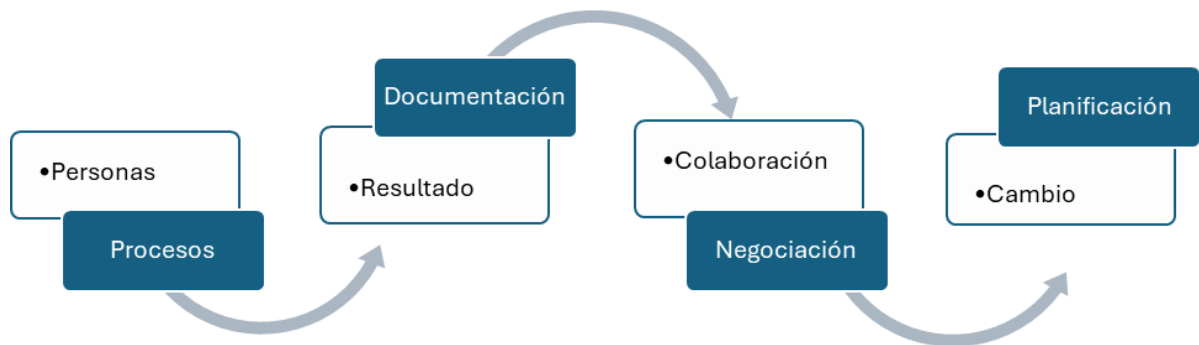 •Personas
Procesos
Documentación
•Resultado
•Colaboración
Negociación
Planificación
•Cambio